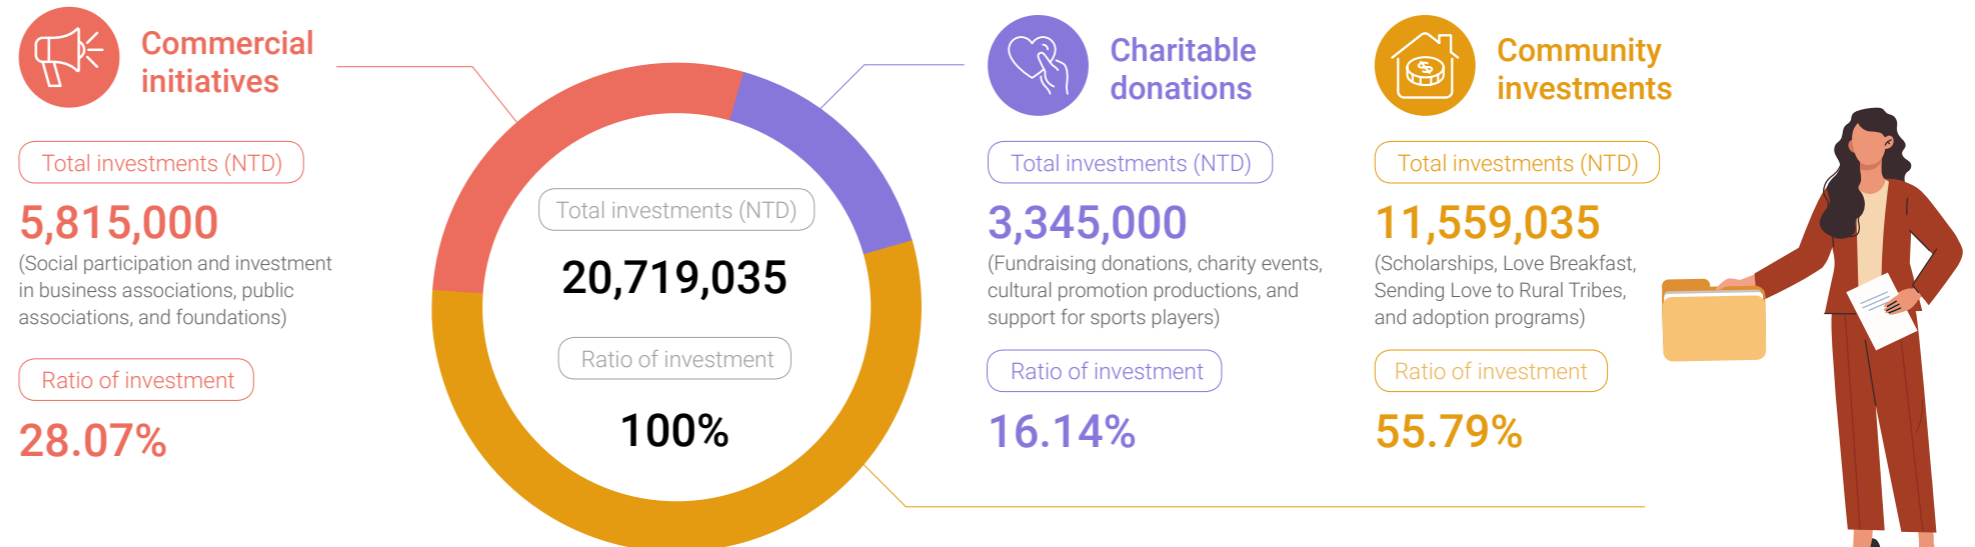 Commercial
initiatives
Total investments (NTD)
5,815,000
(Social participation and investment
in business associations, public
associations, and foundations)
Ratio of investment
28.07%
Total investments (NTD)
20,719,035
Ratio of investment
100%
Charitable
donations
Total investments (NTD)
3,345,000
(Fundraising donations, charity events,
cultural promotion productions, and
support for sports players)
Ratio of investment
16.14%
Community
investments
Total investments (NTD)
11,559,035
(Scholarships, Love Breakfast,
Sending Love to Rural Tribes,
and adoption programs)
Ratio of investment
55.79%